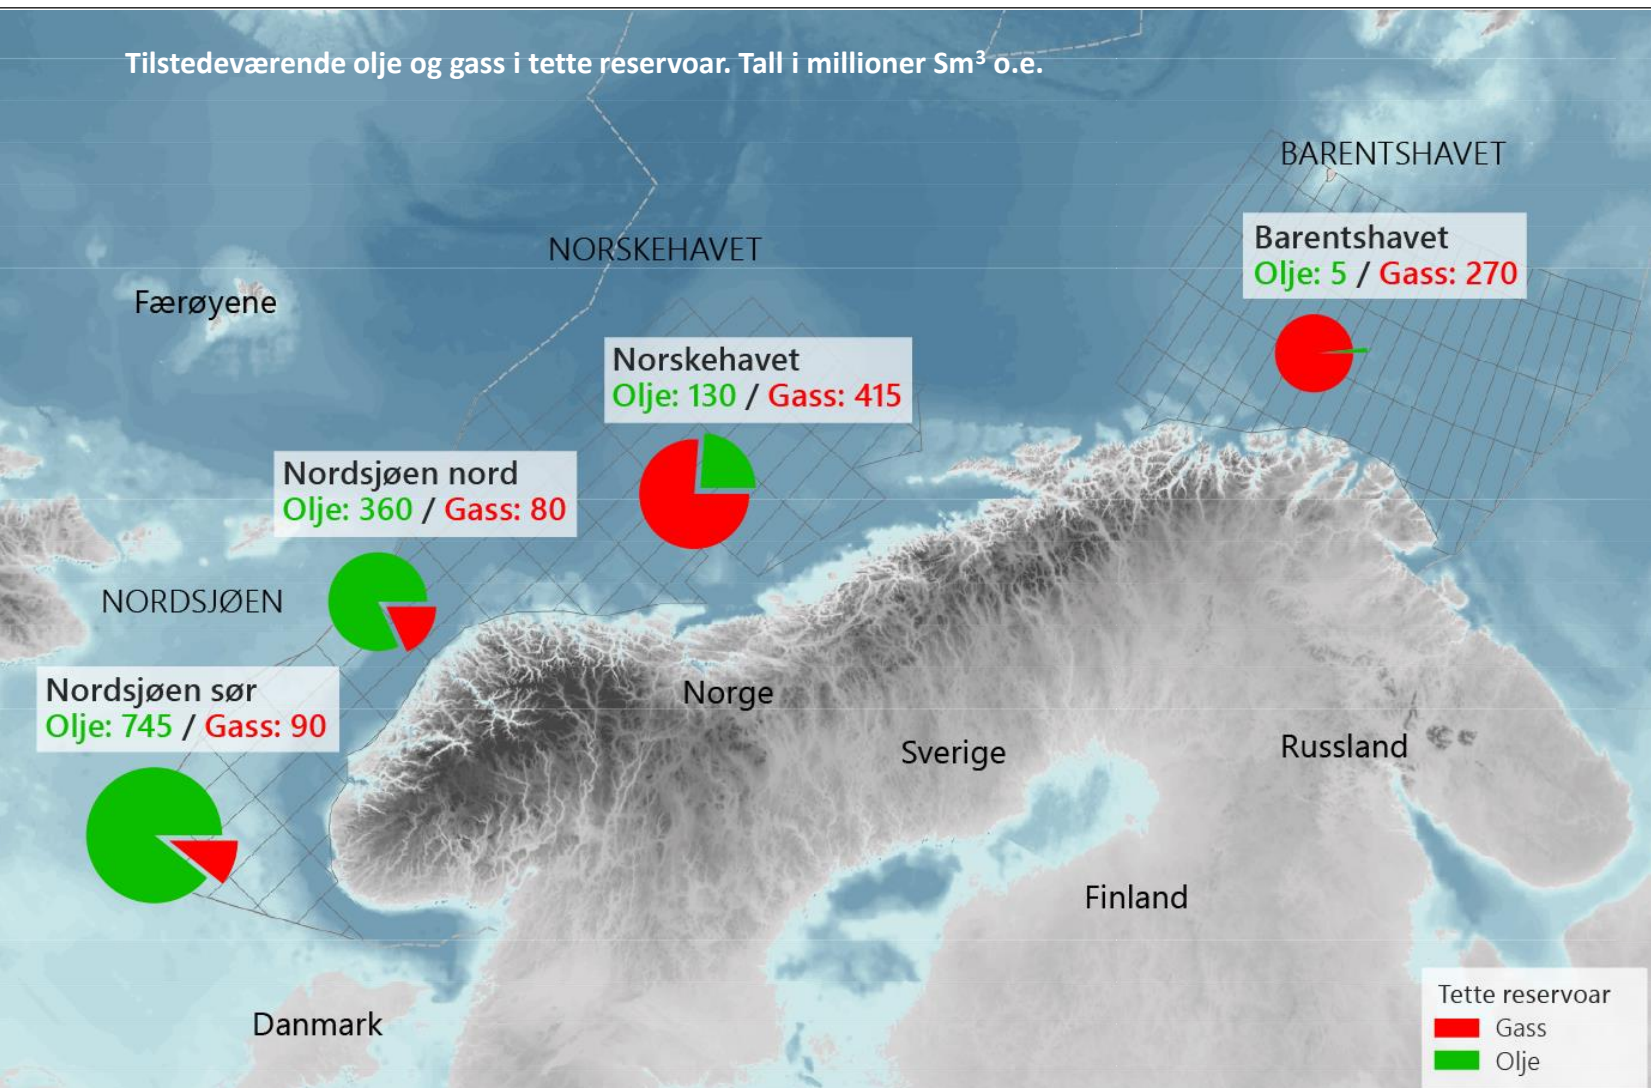 Tilstedeværende olje og gass i tette reservoar. Tall i millioner Sm³ o.e.
BARENTSHAVET
Barentshavet
Olje: 5 / Gass: 270
NORSKEHAVET
Færøyene
Norskehavet
Olje: 130 / Gass: 415
Nordsjøen nord
Olje: 360 / Gass: 80
NORDSJØEN
Nordsjøen sør
Olje: 745 / Gass: 90
Norge
Sverige
Russland
Finland
Danmark
Tette reservoar
Gass
Olje